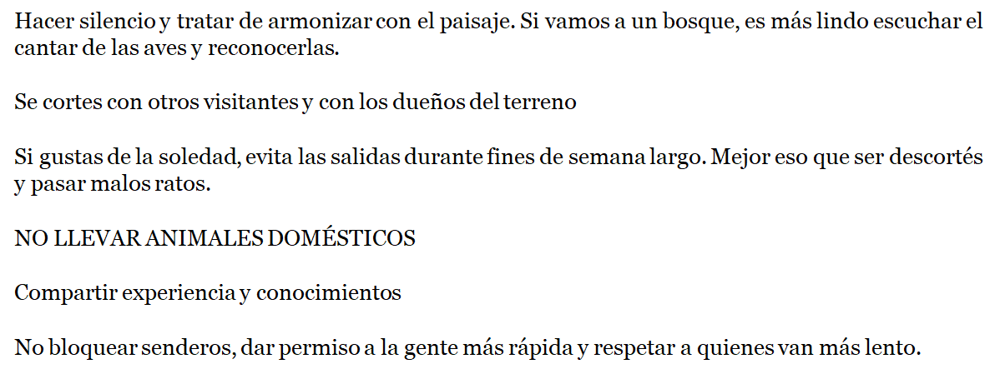 Hacer silencio y tratar de armonizar con el paisaje. Si vamos a un bosque, es más lindo escuchar el
cantar de las aves y reconocerlas.
Se cortes con otros visitantes y con los dueños del terreno
Si gustas de la soledad, evita las salidas durante fines de semana largo. Mejor eso que ser descortés
y pasar malos ratos.
NO LLEVAR ANIMALES DOMÉSTICOS
Compartir experiencia y conocimientos
No bloquear senderos, dar permiso a la gente más rápida y respetar a quienes van más lento.